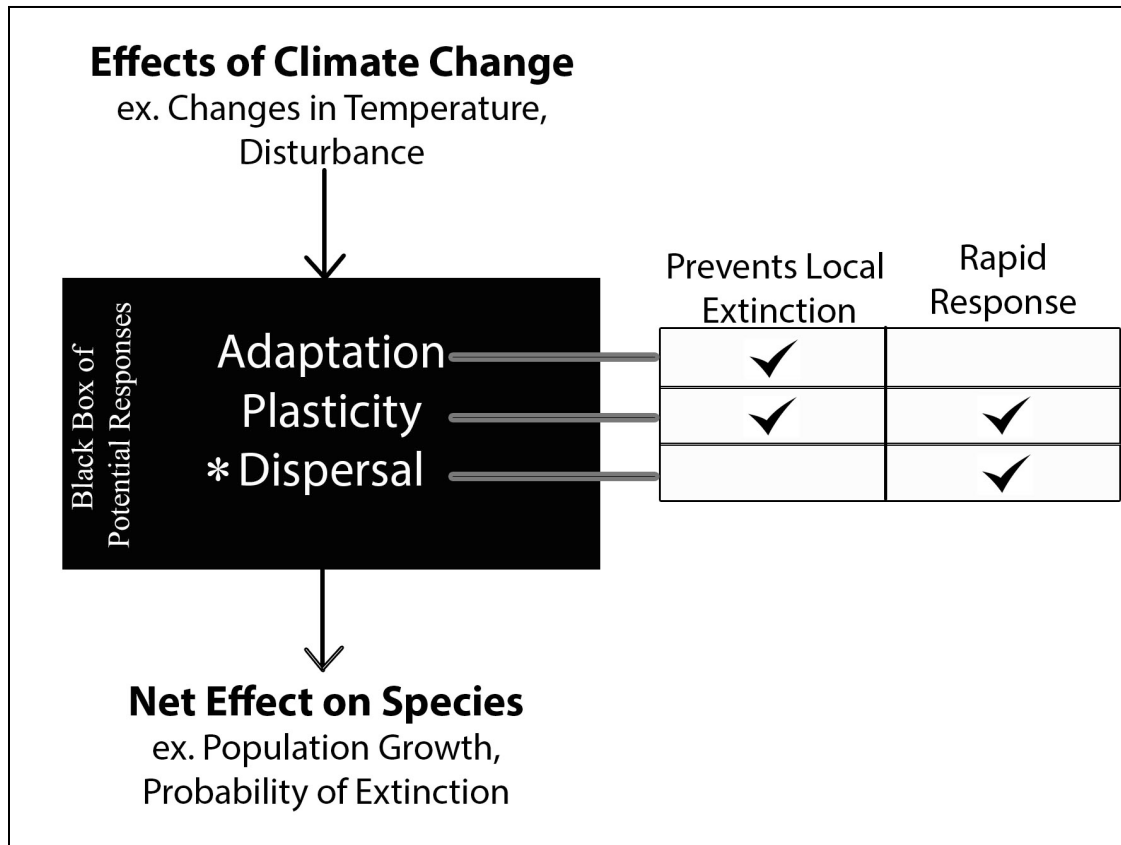 Effects of Climate Change
ex. Changes in Temperature,
Disturbance
Black Box of
Potential Responses
Adaptation
Plasticity
* Dispersal
Prevents Local
Extinction
Rapid
Response
✓
✓ ✓
✓
Net Effect on Species
ex. Population Growth,
Probability of Extinction